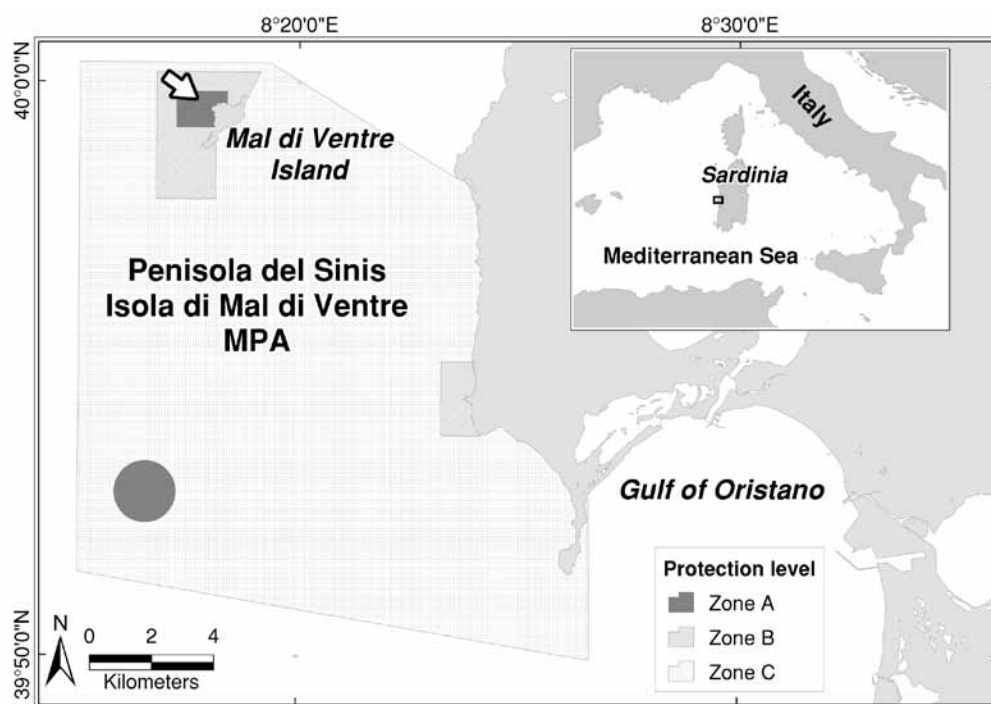 8°20'0"E
8°30'0"E
40°0'0"N
Mal di Ventre
Island
Italy
Sardinia
Mediterranean Sea
Penisola del Sinis
Isola di Mal di Ventre
MPA
Gulf of Oristano
Protection level
Zone A
Zone B
Zone C
39°50'0"N
N
0 2 4
Kilometers